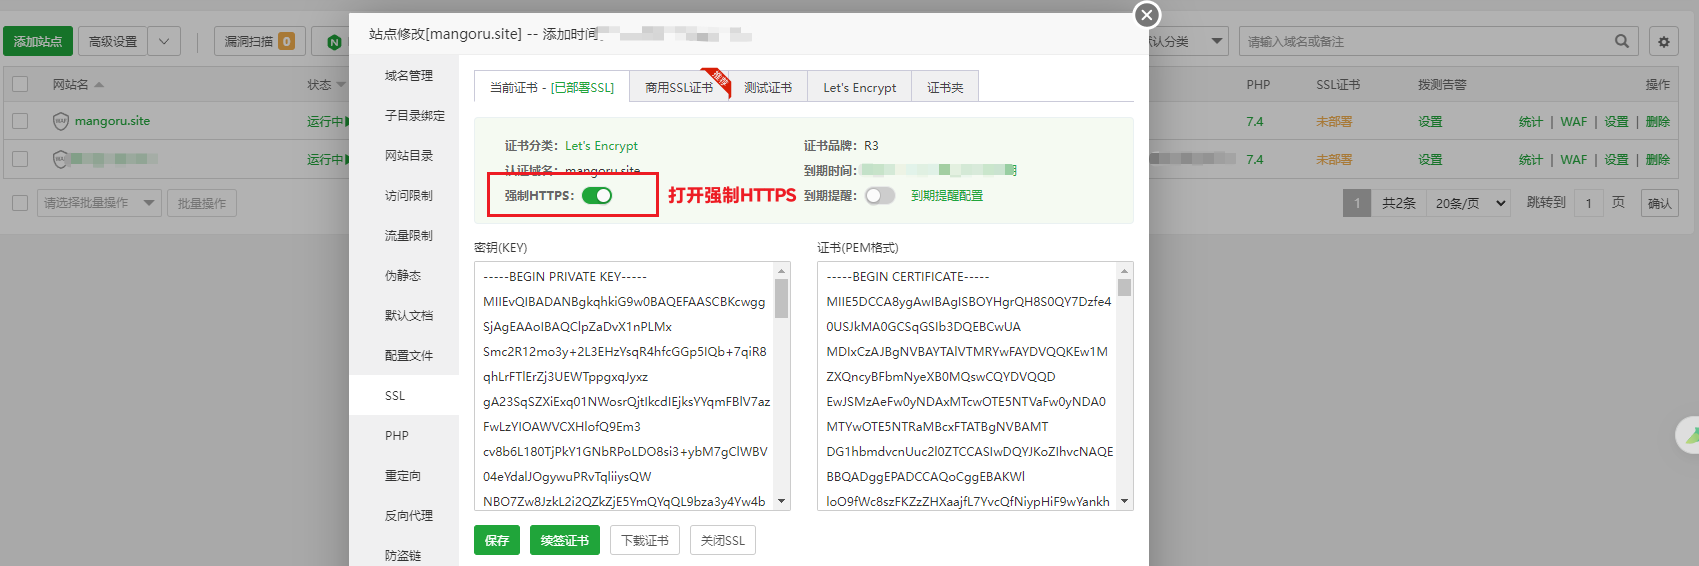 站点修改[mangoru.site] -- 添加时间
添加站点
高级设置
漏洞扫描 0
默认分类
请输入域名或备注
网站名
状态
PHP
SSL证书
拨测告警
操作
mangoru.site
运行中
7.4
未部署
设置
统计 | WAF | 设置 | 删除
WAF
运行中
7.4
未部署
设置
统计 | WAF | 设置 | 删除
请选择批量操作
批量操作
1
共2条
20条/页
跳转到
1
页
确认
域名管理
子目录绑定
网站目录
访问限制
流量限制
伪静态
默认文档
配置文件
SSL
PHP
重定向
反向代理
防盗链
当前证书 - [已部署SSL]
商用SSL证书
推荐
测试证书
Let's Encrypt
证书夹
证书分类： Let's Encrypt
证书品牌： R3
认证域名： mangoru.site
到期时间：
强制HTTPS：
打开强制HTTPS
到期提醒：
到期提醒配置
密钥(KEY)
-----BEGIN PRIVATE KEY-----
MIIEvQIBADANBgkqhkiG9w0BAQEFAASCBKcwgg
SjAgEAAoIBAQClpZaDvX1nPLMx
Smc2R12mo3y+2L3EHzYsqR4hfcGGp5IQb+7qiR8
qhLrFTlErZj3UEWTppgxqJyxz
gA23SqSZXiExq01NWosrQjtIkcdIEjksYYqmFBlV7az
FwLzYIOAWVCXHlofQ9Em3
cv8b6L180TjPkY1GNbRPoLDO8si3+ybM7gClWBV
04eYdalJOgywuPRvTqliiysQW
NBO7Zw8JzkL2i2QZkZjE5YmQYqQL9bza3y4Yw4b
证书(PEM格式)
-----BEGIN CERTIFICATE-----
MIIE5DCCA8ygAwIBAgISBOYHgrQH8S0QY7Dzfe4
0USJkMA0GCSqGSIb3DQEBCwUA
MDIxCzAJBgNVBAYTAlVTMRYwFAYDVQQKEw1M
ZXQncyBFbmNyeXB0MQswCQYDVQQD
EwJSMzAeFw0yNDAxMTcwOTE5NTVaFw0yNDA0
MTYwOTE5NTRaMBcxFTATBgNVBAMT
DG1hbmdvcnUuc2l0ZTCCASIwDQYJKoZIhvcNAQE
BBQADggEPADCCAQoCggEBAKWl
loO9fWc8szFKZzZHXaajfL7YvcQfNiypHiF9wYankh
保存
续签证书
下载证书
关闭SSL